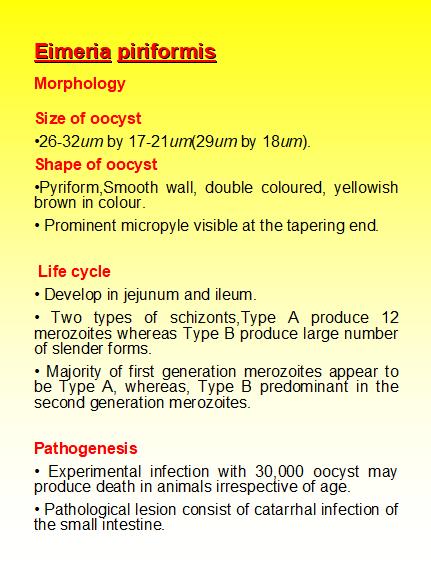 Eimeria piriformis
Morphology
Size of oocyst
•26-32um by 17-21um(29um by 18um).
Shape of oocyst
•Pyriform,Smooth wall, double coloured, yellowish
brown in colour.
• Prominent micropyle visible at the tapering end.
Life cycle
• Develop in jejunum and ileum.
• Two types of schizonts,Type A produce 12
merozoites whereas Type B produce large number
of slender forms.
• Majority of first generation merozoites appear to
be Type A, whereas, Type B predominant in the
second generation merozoites.
Pathogenesis
• Experimental infection with 30,000 oocyst may
produce death in animals irrespective of age.
• Pathological lesion consist of catarrhal infection of
the small intestine.